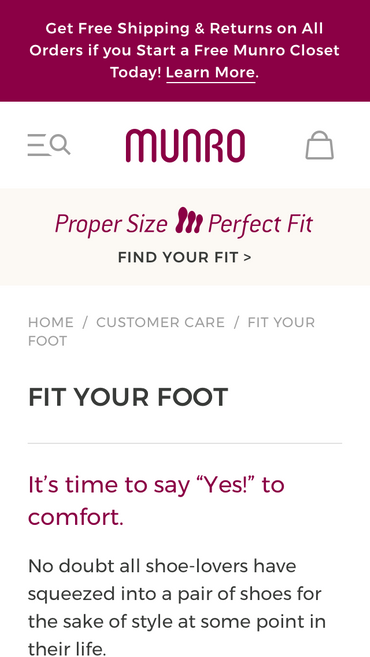 Get Free Shipping & Returns on All
Orders if you Start a Free Munro Closet
Today! Learn More.
MUNRO
Proper Size Perfect Fit
FIND YOUR FIT >
HOME / CUSTOMER CARE / FIT YOUR
FOOT
FIT YOUR FOOT
It’s time to say “Yes!” to
comfort.
No doubt all shoe-lovers have
squeezed into a pair of shoes for
the sake of style at some point in
their life.